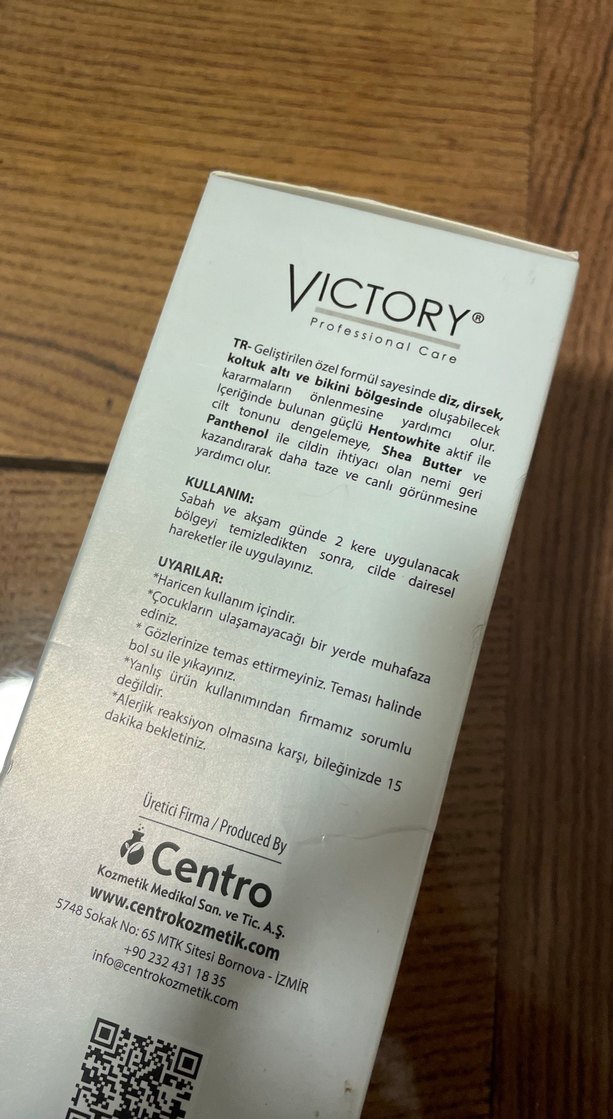 VICTORY®
Professional Care
TR- Geliştirilen özel formül sayesinde diz, dirsek,
koltuk altı ve bikini bölgesinde oluşabilecek
kararmaların önlenmesine yardımcı olur.
İçeriğinde bulunan güçlü Hentowhite aktif ile
cilt tonunu dengelemeye, Shea Butter ve
Panthenol ile cildin ihtiyacı olan nemi geri
kazandırarak daha taze ve canlı görünmesine
yardımcı olur.
KULLANIM:
Sabah ve akşam günde 2 kere uygulanacak
bölgeyi temizledikten sonra, cilde dairesel
hareketler ile uygulayınız.
UYARILAR:
*Haricen kullanım içindir.
*Çocukların ulaşamayacağı bir yerde muhafaza
ediniz.
* Gözlerinize temas ettirmeyiniz. Teması halinde
bol su ile yıkayınız.
*Yanlış ürün kullanımından firmamız sorumlu
değildir.
*Alerjik reaksiyon olmasına karşı, bileğinizde 15
dakika bekletiniz.
Üretici Firma / Produced By
Centro
Kozmetik Medikal San. ve Tic. A.Ş.
www.centrokozmetik.com
5748 Sokak No: 65 MTK Sitesi Bornova - İZMİR
+90 232 431 18 35
info@centrokozmetik.com